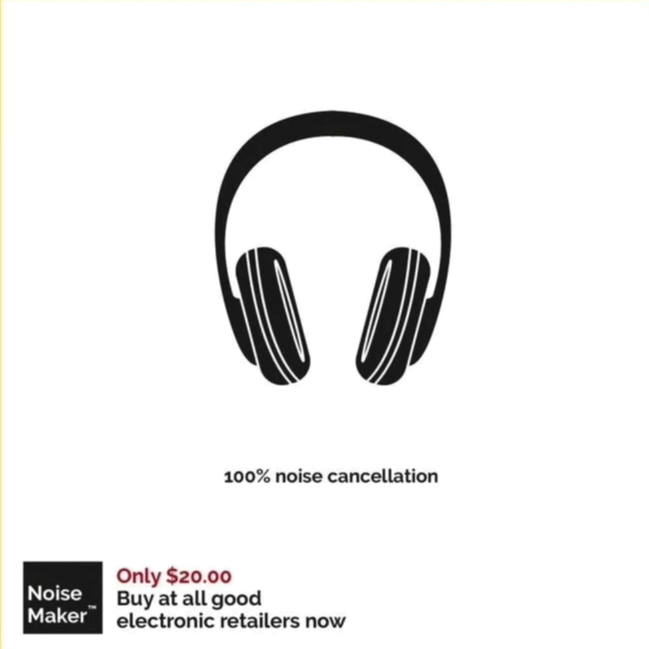 100% noise cancellation
Noise
Maker™
Only $20.00
Buy at all good
electronic retailers now